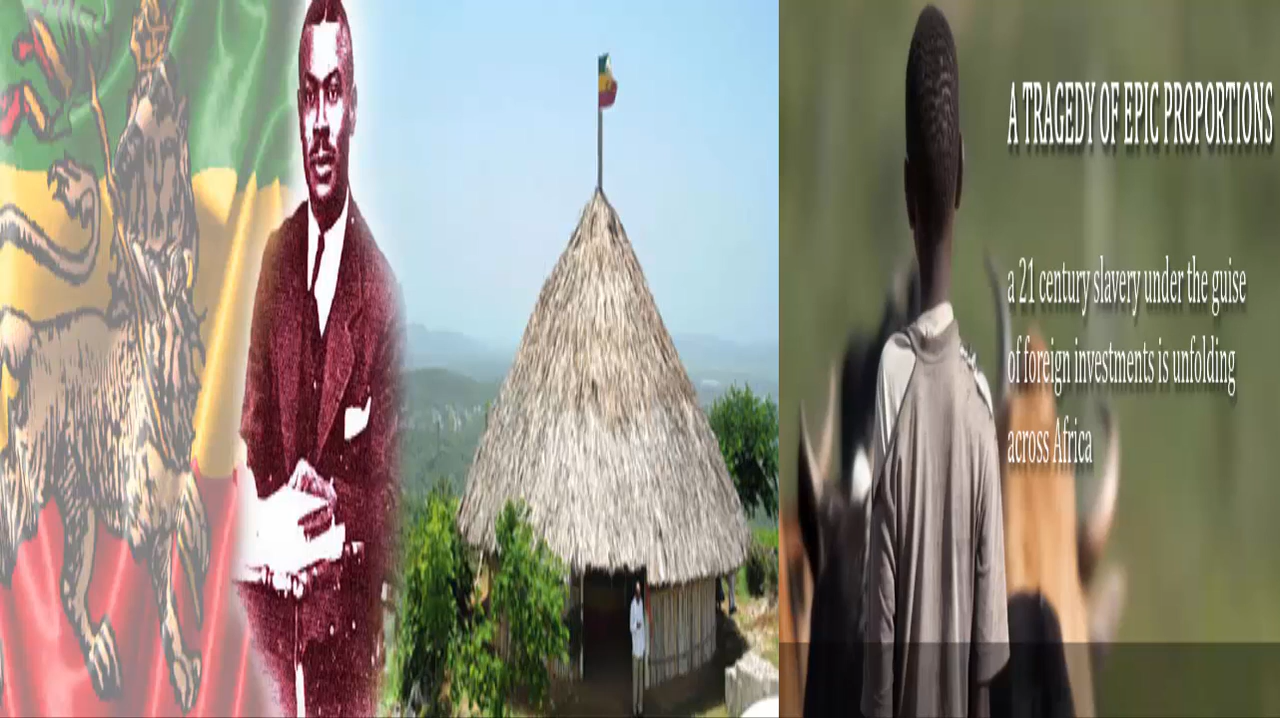 A TRAGEDY OF EPIC PROPORTIONS
a 21 century slavery under the guise
of foreign investments is unfolding
across Africa